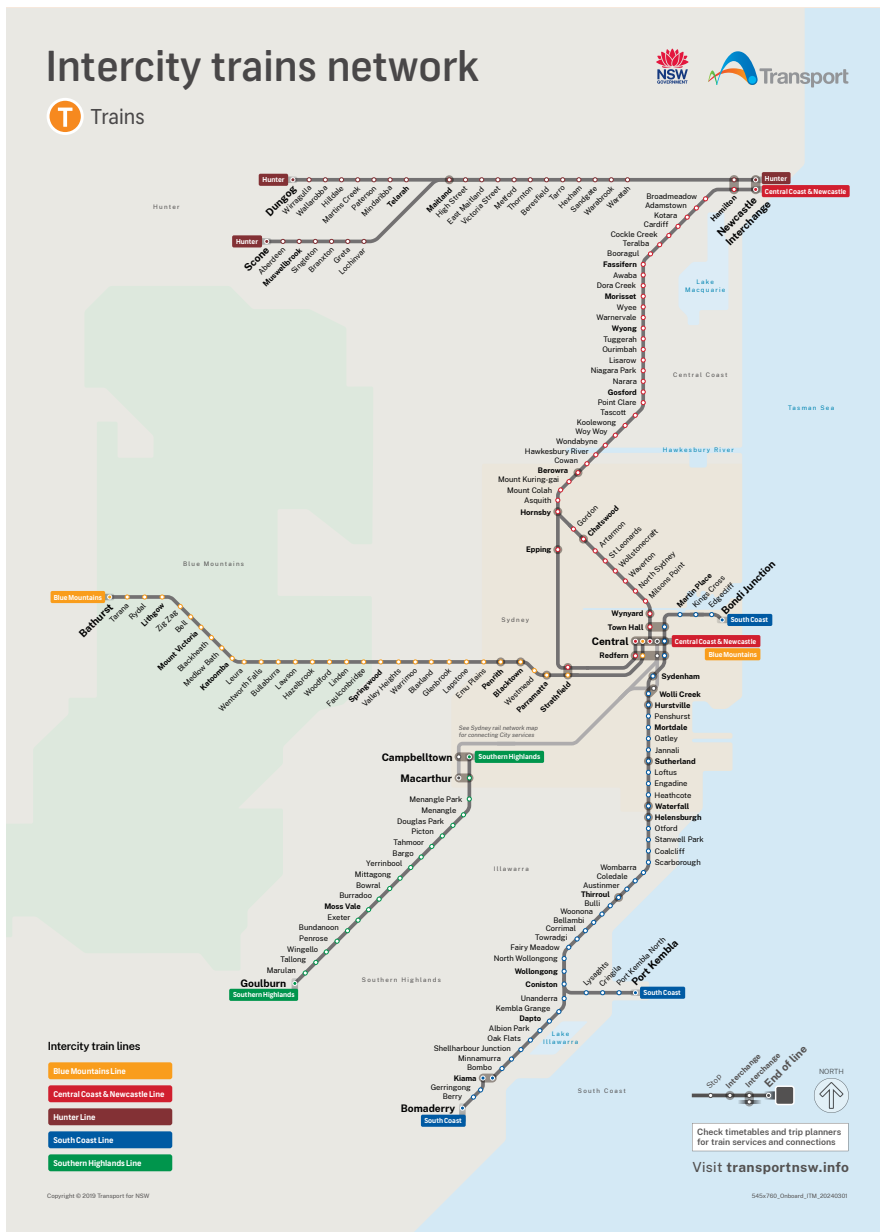 Intercity trains network
NSW
GOVERNMENT
Transport
T Trains
Hunter
Dungog
Wirragulla
Wallarobba
Hilldale
Martins Creek
Paterson
Mindaribba
Telarah
Maitland
High Street
East Maitland
Victoria Street
Metford
Thornton
Beresfield
Tarro
Hexham
Sandgate
Warabrook
Waratah
Hamilton
Newcastle
Interchange
Hunter
Central Coast & Newcastle
Hunter
Hunter
Scone
Aberdeen
Muswellbrook
Singleton
Branxton
Greta
Lochinvar
Broadmeadow
Adamstown
Kotara
Cardiff
Cockle Creek
Teralba
Booragul
Fassifern
Awaba
Dora Creek
Morisset
Wyee
Warnervale
Wyong
Tuggerah
Ourimbah
Lisarow
Niagara Park
Narara
Gosford
Point Clare
Tascott
Koolewong
Woy Woy
Wondabyne
Hawkesbury River
Cowan
Berowra
Mount Kuring-gai
Mount Colah
Asquith
Hornsby
Epping
Lake
Macquarie
Central Coast
Tasman Sea
Hawkesbury River
Gordon
Chatswood
Artarmon
St Leonards
Wollstonecraft
Waverton
North Sydney
Milsons Point
Wynyard
Town Hall
Central
Redfern
Martin Place
Kings Cross
Edgecliff
Bondi Junction
South Coast
Central Coast & Newcastle
Blue Mountains
Blue Mountains
Sydney
Blue Mountains
Bathurst
Tarana
Rydal
Lithgow
Zig Zag
Bell
Mount Victoria
Blackheath
Medlow Bath
Katoomba
Leura
Wentworth Falls
Bullaburra
Lawson
Hazelbrook
Woodford
Linden
Faulconbridge
Springwood
Valley Heights
Warrimoo
Blaxland
Glenbrook
Lapstone
Emu Plains
Penrith
Blacktown
Westmead
Parramatta
Strathfield
See Sydney rail network map
for connecting City services
Campbelltown
Southern Highlands
Macarthur
Menangle Park
Menangle
Douglas Park
Picton
Tahmoor
Bargo
Yerrinbool
Mittagong
Bowral
Burradoo
Moss Vale
Exeter
Bundanoon
Penrose
Wingello
Tallong
Marulan
Goulburn
Southern Highlands
Southern Highlands
Sydenham
Wolli Creek
Hurstville
Penshurst
Mortdale
Oatley
Jannali
Sutherland
Loftus
Engadine
Heathcote
Waterfall
Helensburgh
Otford
Stanwell Park
Coalcliff
Scarborough
Wombarra
Coledale
Austinmer
Thirroul
Bulli
Woonona
Bellambi
Corrimal
Towradgi
Fairy Meadow
North Wollongong
Wollongong
Coniston
Lysaghts
Cringila
Port Kembla North
Port Kembla
South Coast
Unanderra
Kembla Grange
Dapto
Albion Park
Oak Flats
Shellharbour Junction
Minnamurra
Bombo
Kiama
Gerringong
Berry
Bomaderry
South Coast
Illawarra
Lake
Illawarra
South Coast
Intercity train lines
Blue Mountains Line
Central Coast & Newcastle Line
Hunter Line
South Coast Line
Southern Highlands Line
Stop
Interchange
Interchange
End of line
NORTH
Check timetables and trip planners
for train services and connections
Visit transportnsw.info
Copyright © 2019 Transport for NSW
545x760_Onboard_ITM_20240301